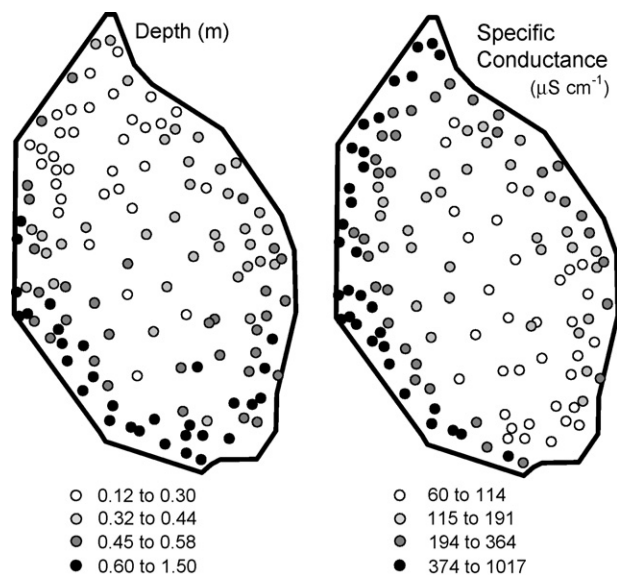 Depth (m)
Specific
Conductance
(μS cm⁻¹)
0.12 to 0.30
0.32 to 0.44
0.45 to 0.58
0.60 to 1.50
60 to 114
115 to 191
194 to 364
374 to 1017